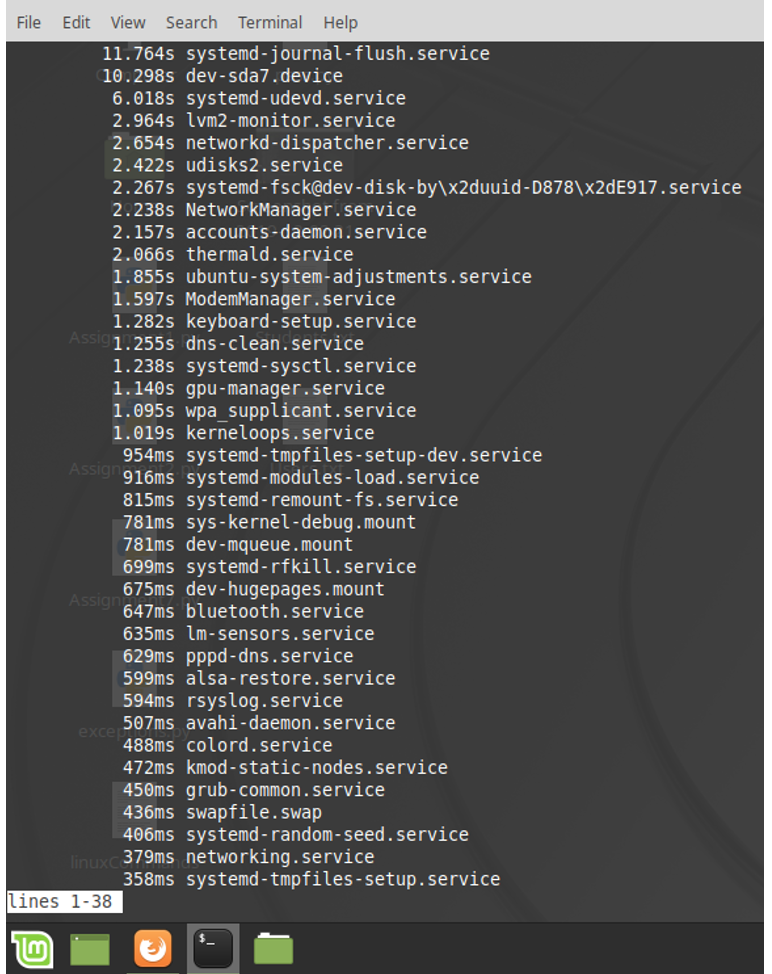 File Edit View Search Terminal Help
11.764s systemd-journal-flush.service
10.298s dev-sda7.device
6.018s systemd-udevd.service
2.964s lvm2-monitor.service
2.654s networkd-dispatcher.service
2.422s udisks2.service
2.267s systemd-fsck@dev-disk-by\x2duuid-D878\x2dE917.service
2.238s NetworkManager.service
2.157s accounts-daemon.service
2.066s thermald.service
1.855s ubuntu-system-adjustments.service
1.597s ModemManager.service
1.282s keyboard-setup.service
1.255s dns-clean.service
1.238s systemd-sysctl.service
1.140s gpu-manager.service
1.095s wpa_supplicant.service
1.019s kerneloops.service
954ms systemd-tmpfiles-setup-dev.service
916ms systemd-modules-load.service
815ms systemd-remount-fs.service
781ms sys-kernel-debug.mount
781ms dev-mqueue.mount
699ms systemd-rfkill.service
675ms dev-hugepages.mount
647ms bluetooth.service
635ms lm-sensors.service
629ms pppd-dns.service
599ms alsa-restore.service
594ms rsyslog.service
507ms avahi-daemon.service
488ms colord.service
472ms kmod-static-nodes.service
450ms grub-common.service
436ms swapfile.swap
406ms systemd-random-seed.service
379ms networking.service
358ms systemd-tmpfiles-setup.service
lines 1-38